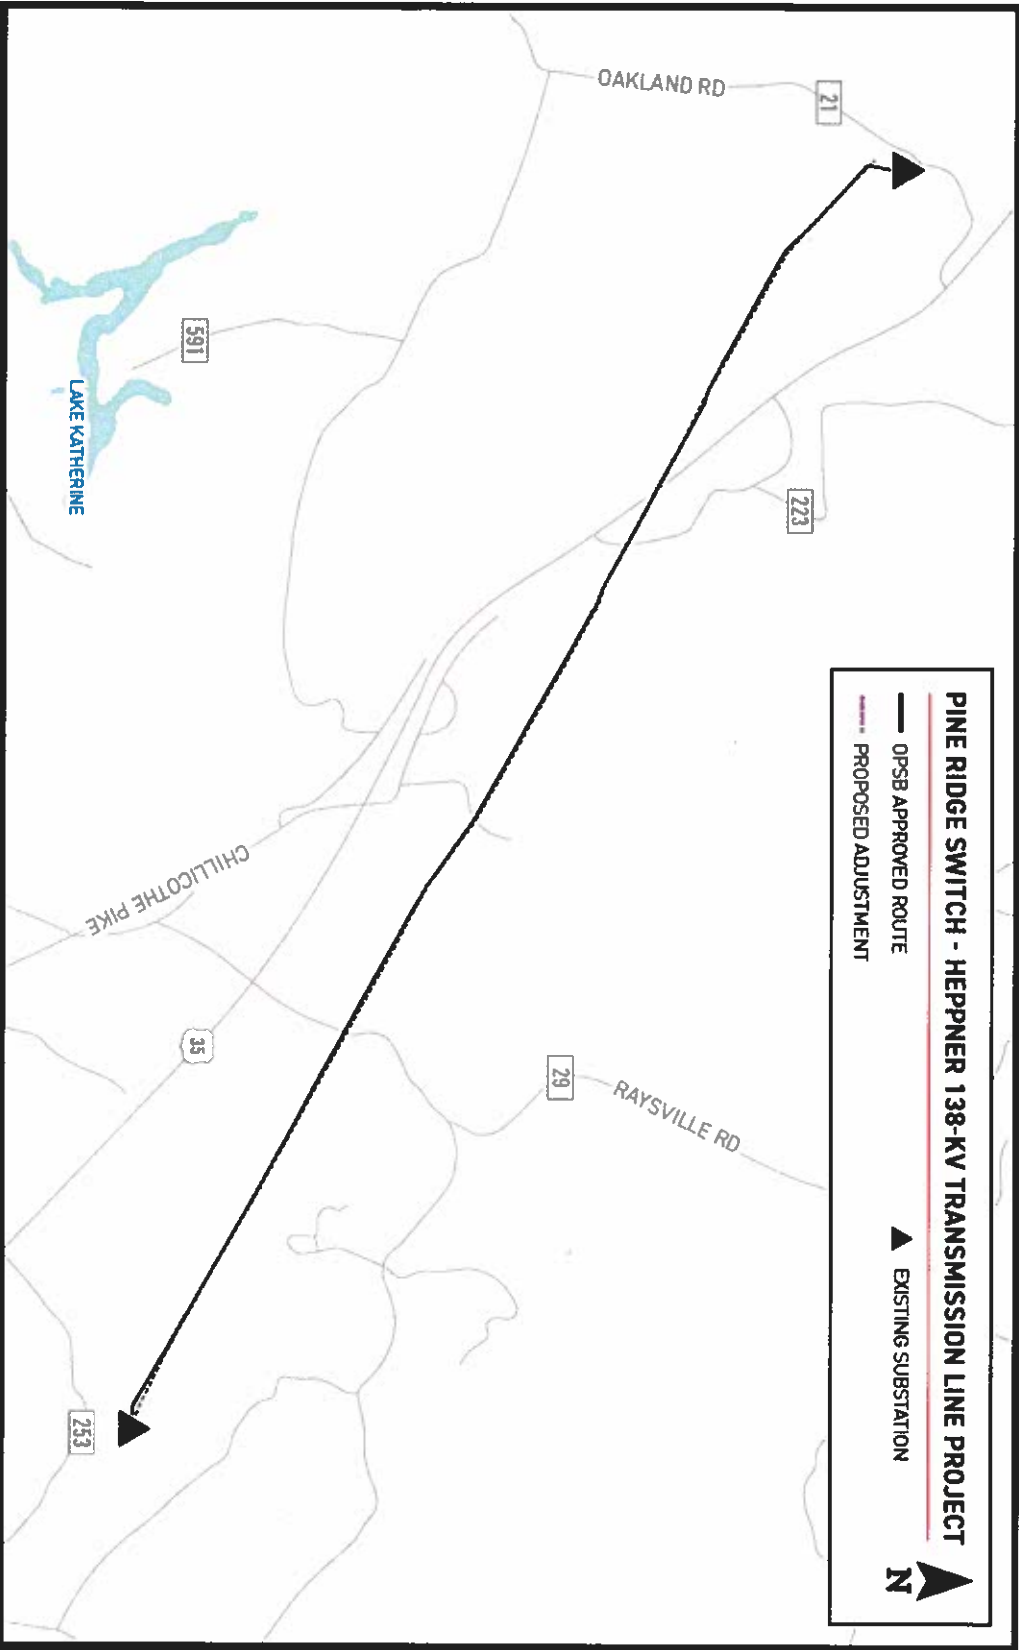 PINE RIDGE SWITCH - HEPPNER 138-KV TRANSMISSION LINE PROJECT
OPSB APPROVED ROUTE
PROPOSED ADJUSTMENT
EXISTING SUBSTATION
N
OAKLAND RD
21
223
591
LAKE KATHERINE
CHILLICOTHE PIKE
35
29
RAYSVILLE RD
253